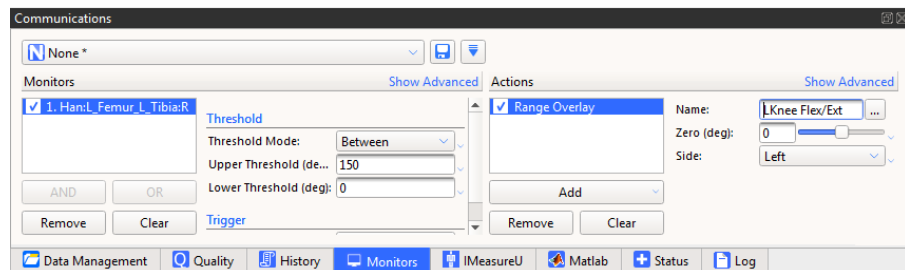 Communications
None *
Monitors Show Advanced
1. Han:L_Femur_L_Tibia:R
Threshold
Threshold Mode: Between
Upper Threshold (de... 150
Lower Threshold (deg): 0
Trigger
AND OR
Remove Clear
Actions Show Advanced
Range Overlay
Name: LKnee Flex/Ext ...
Zero (deg): 0
Side: Left
Add
Remove Clear
Data Management Quality History Monitors IMeasureU Matlab Status Log